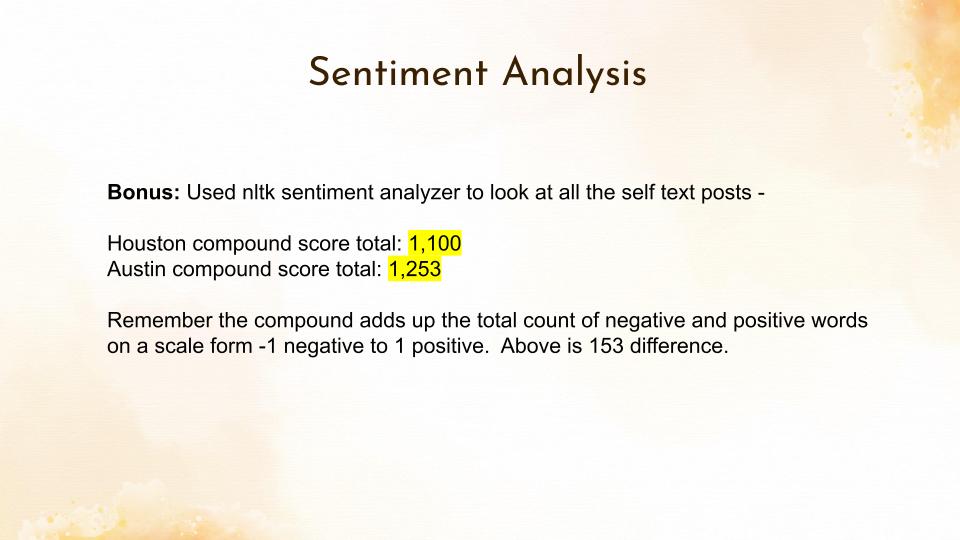 Sentiment Analysis
Bonus: Used nltk sentiment analyzer to look at all the self text posts -
Houston compound score total: 1,100
Austin compound score total: 1,253
Remember the compound adds up the total count of negative and positive words
on a scale form -1 negative to 1 positive.  Above is 153 difference.